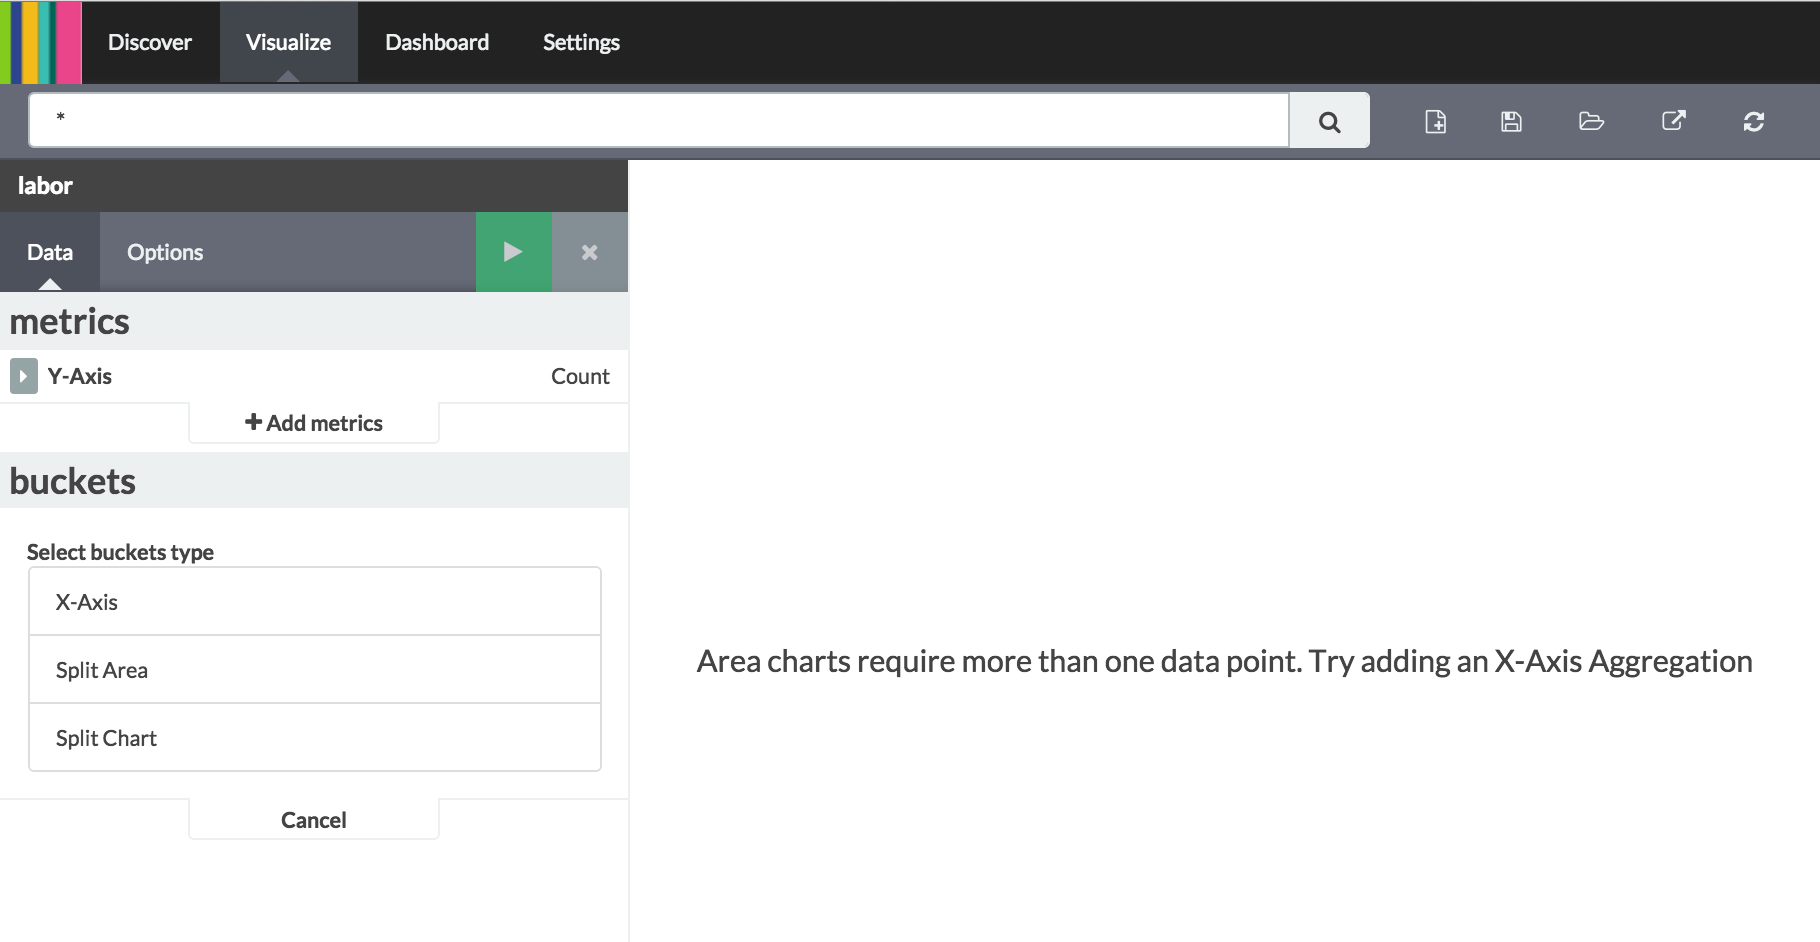 Discover Visualize Dashboard Settings
*
labor
Data Options
metrics
Y-Axis Count
Add metrics
buckets
Select buckets type
X-Axis
Split Area
Area charts require more than one data point. Try adding an X-Axis Aggregation
Split Chart
Cancel